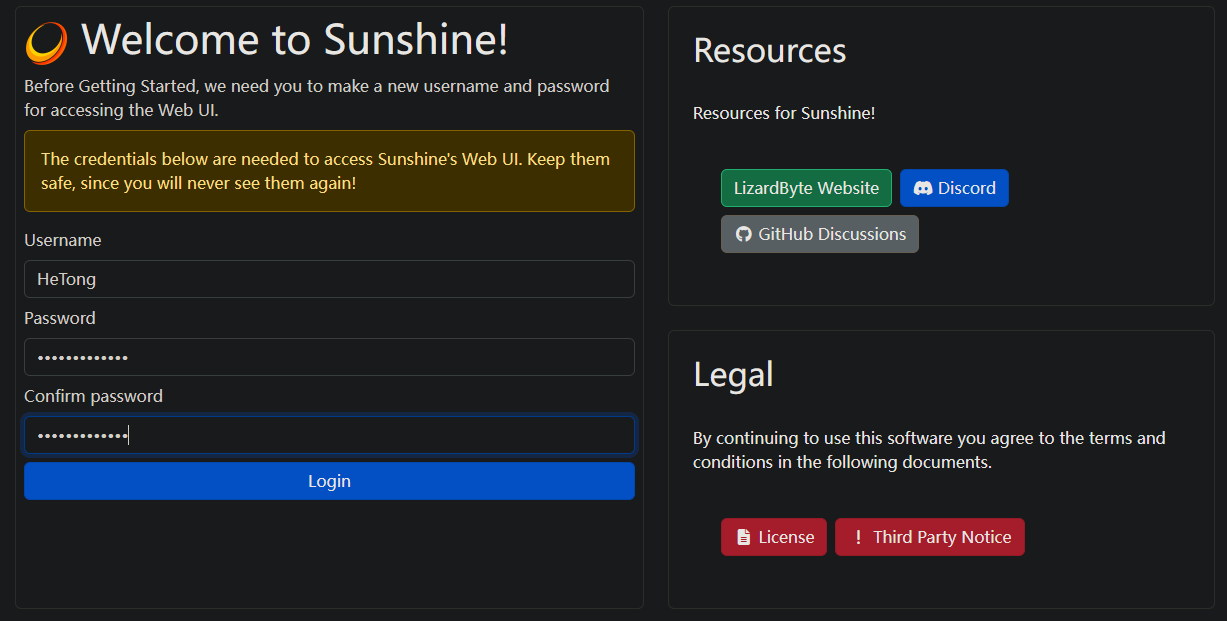 Welcome to Sunshine!
Before Getting Started, we need you to make a new username and password
for accessing the Web UI.
The credentials below are needed to access Sunshine's Web UI. Keep them
safe, since you will never see them again!
Username
HeTong
Password
•••••••••••••
Confirm password
•••••••••••••
Login
Resources
Resources for Sunshine!
LizardByte Website
Discord
GitHub Discussions
Legal
By continuing to use this software you agree to the terms and
conditions in the following documents.
License
! Third Party Notice